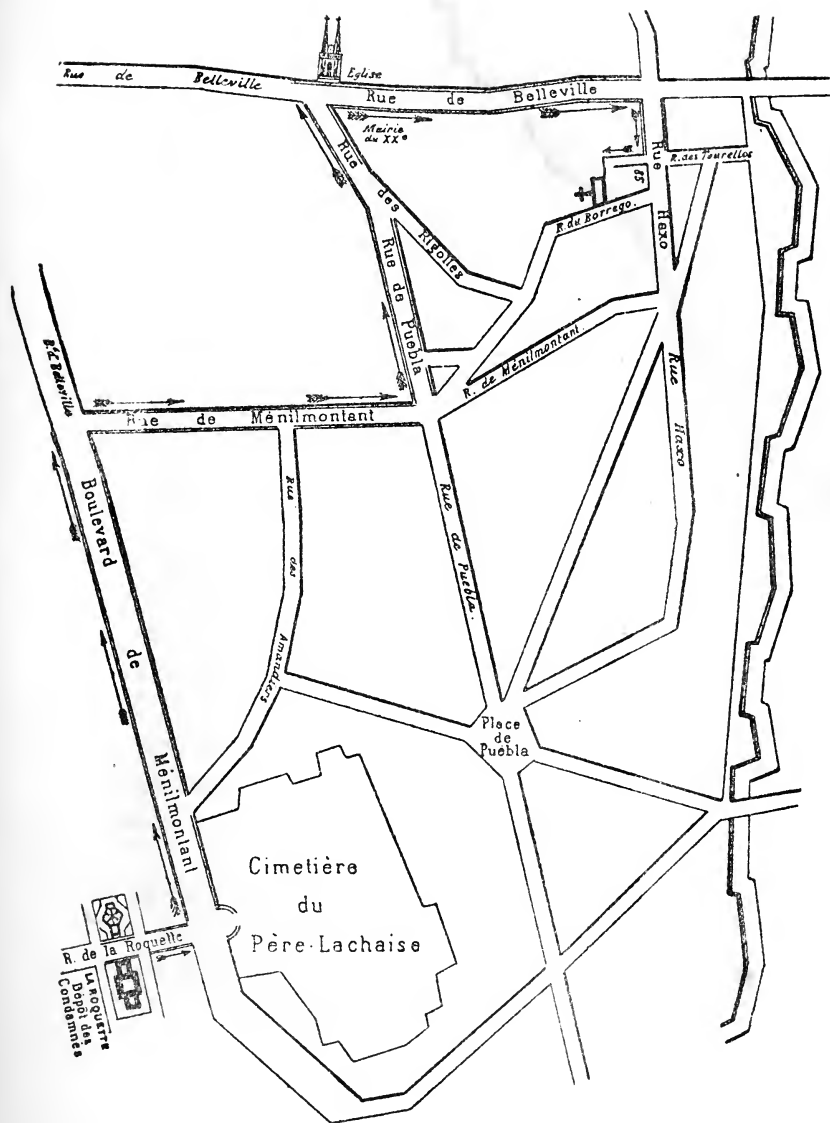 Rue de Belleville
Eglise
Rue de Belleville
Mairie
du XXe
Rue des Rigolles
R. des Tourelles
85
Rue Haxo
R. du Borrego.
Rue de Puebla
R. de Ménilmontant.
Bd. de Belleville
Rue de Ménilmontant
Rue Haxo
Boulevard de Ménilmontant
Rue des Amandiers
Rue de Puebla.
Place
de
Puebla
Cimetière
du
Père-Lachaise
R. de la Roquette
LA ROQUETTE
Dépôt des
Condamnés